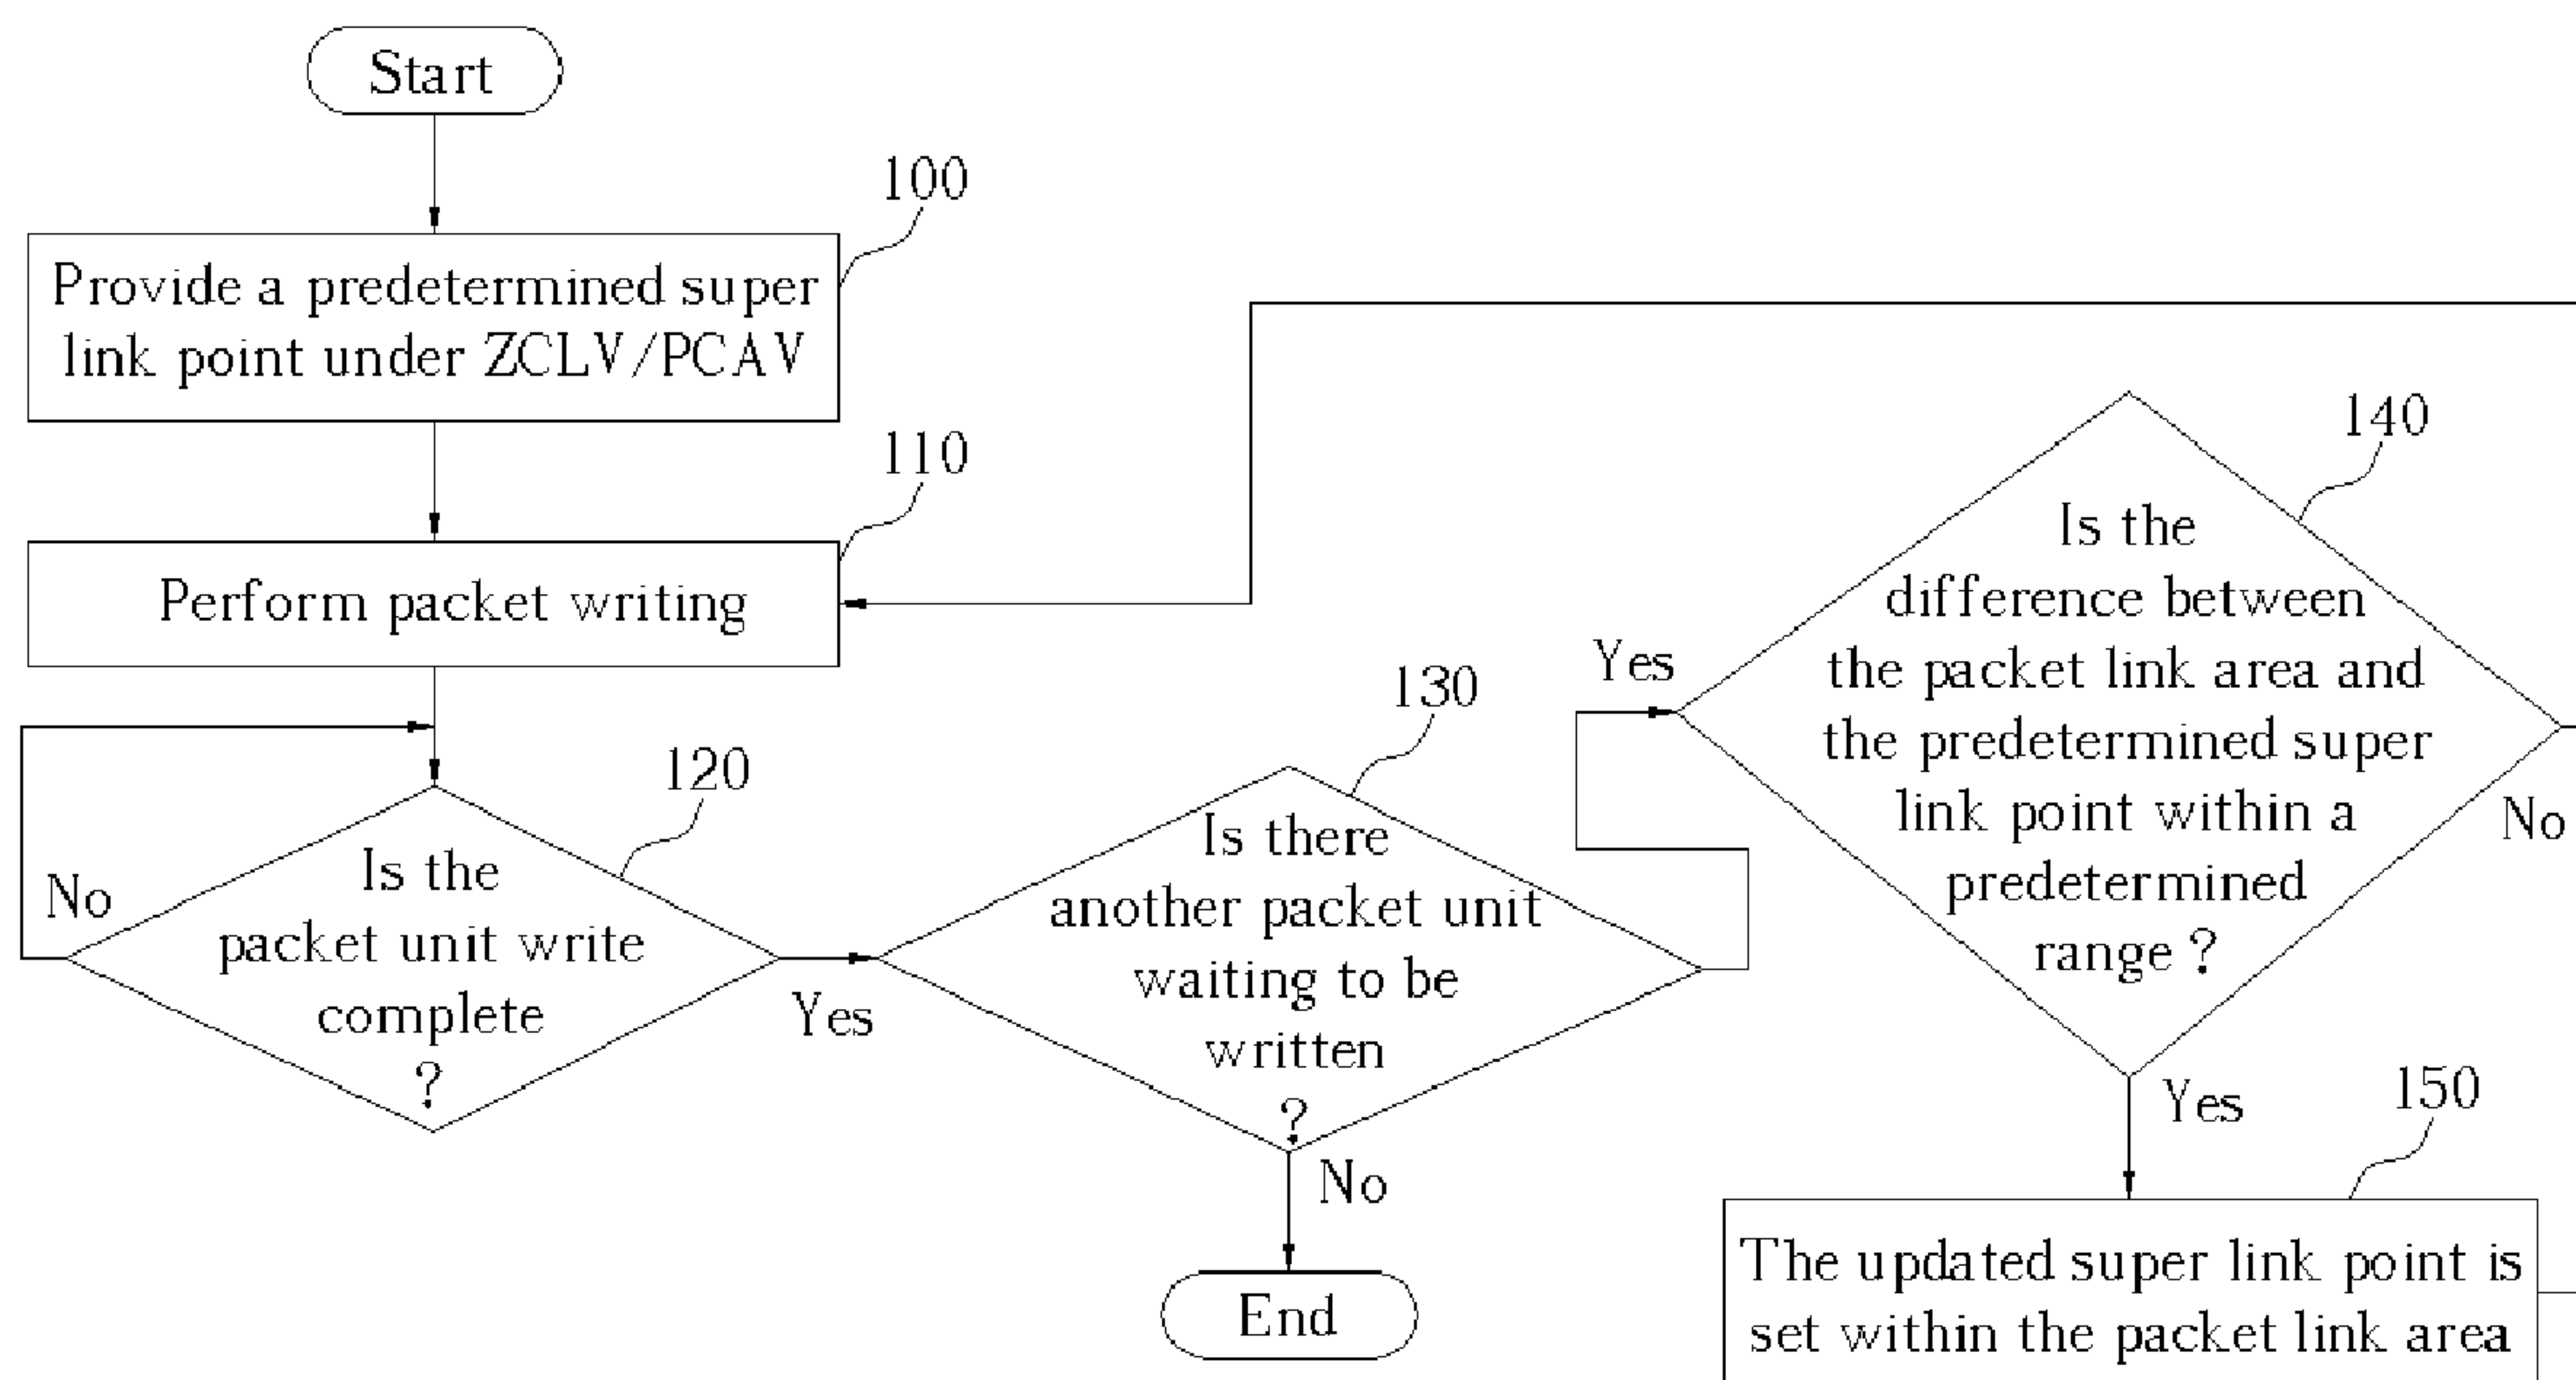 Start
100
Provide a predetermined super
link point under ZCLV/PCAV
110
Perform packet writing
120
No
Is the
packet unit write
complete
?
Yes
130
Is there
another packet unit
waiting to be
written
?
No
End
Yes
140
Is the
difference between
the packet link area and
the predetermined super
link point within a
predetermined
range ?
No
Yes
150
The updated super link point is
set within the packet link area